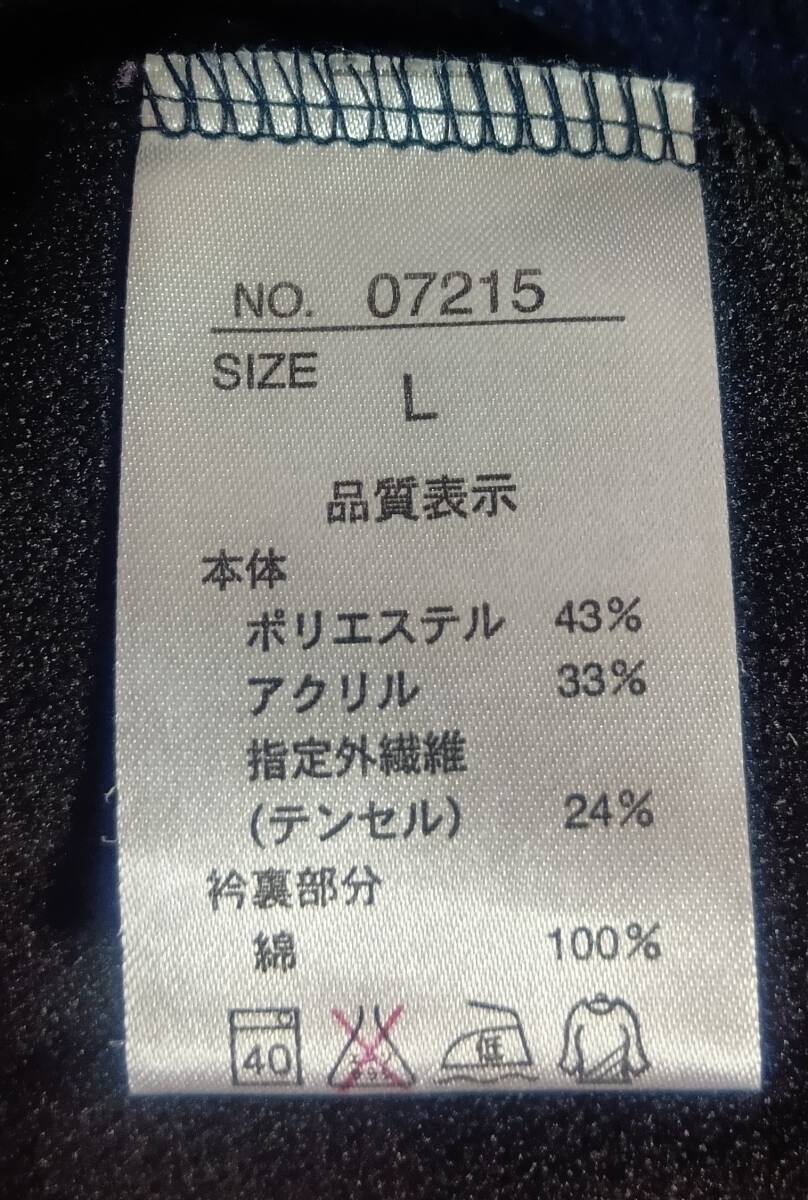 NO. 07215
SIZE L
品質表示
本体
ポリエステル 43%
アクリル 33%
指定外繊維
(テンセル) 24%
衿裏部分
綿 100%
40
低